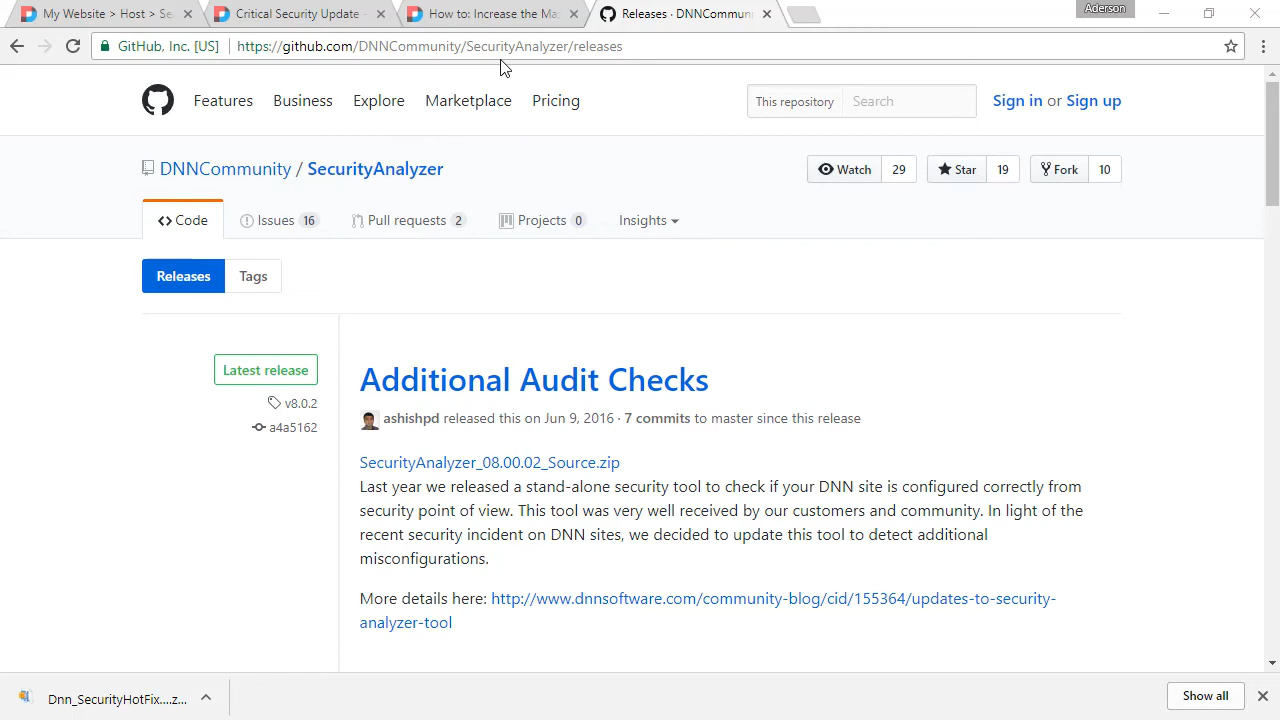 My Website > Host > Se
Critical Security Update -
How to: Increase the Ma
Releases · DNNCommuni
Aderson
GitHub, Inc. [US]
https://github.com/DNNCommunity/SecurityAnalyzer/releases
Features
Business
Explore
Marketplace
Pricing
This repository
Search
Sign in or Sign up
DNNCommunity / SecurityAnalyzer
Watch 29
Star 19
Fork 10
Code
Issues 16
Pull requests 2
Projects 0
Insights
Releases
Tags
Latest release
v8.0.2
a4a5162
Additional Audit Checks
ashishpd released this on Jun 9, 2016 · 7 commits to master since this release
SecurityAnalyzer_08.00.02_Source.zip
Last year we released a stand-alone security tool to check if your DNN site is configured correctly from
security point of view. This tool was very well received by our customers and community. In light of the
recent security incident on DNN sites, we decided to update this tool to detect additional
misconfigurations.
More details here: http://www.dnnsoftware.com/community-blog/cid/155364/updates-to-security-
analyzer-tool
Dnn_SecurityHotFix....z...
Show all